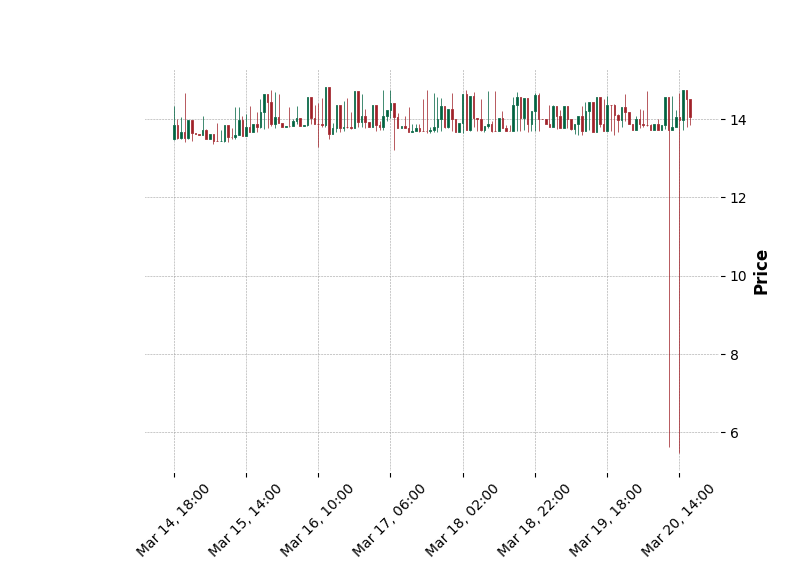 14
12
10
8
6
Price
Mar 14, 18:00
Mar 15, 14:00
Mar 16, 10:00
Mar 17, 06:00
Mar 18, 02:00
Mar 18, 22:00
Mar 19, 18:00
Mar 20, 14:00